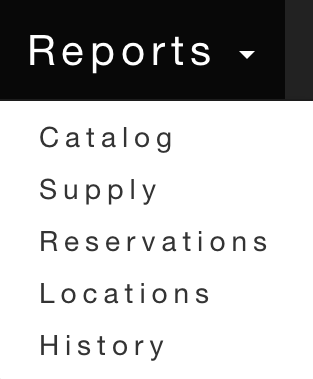 Reports
Catalog
Supply
Reservations
Locations
History